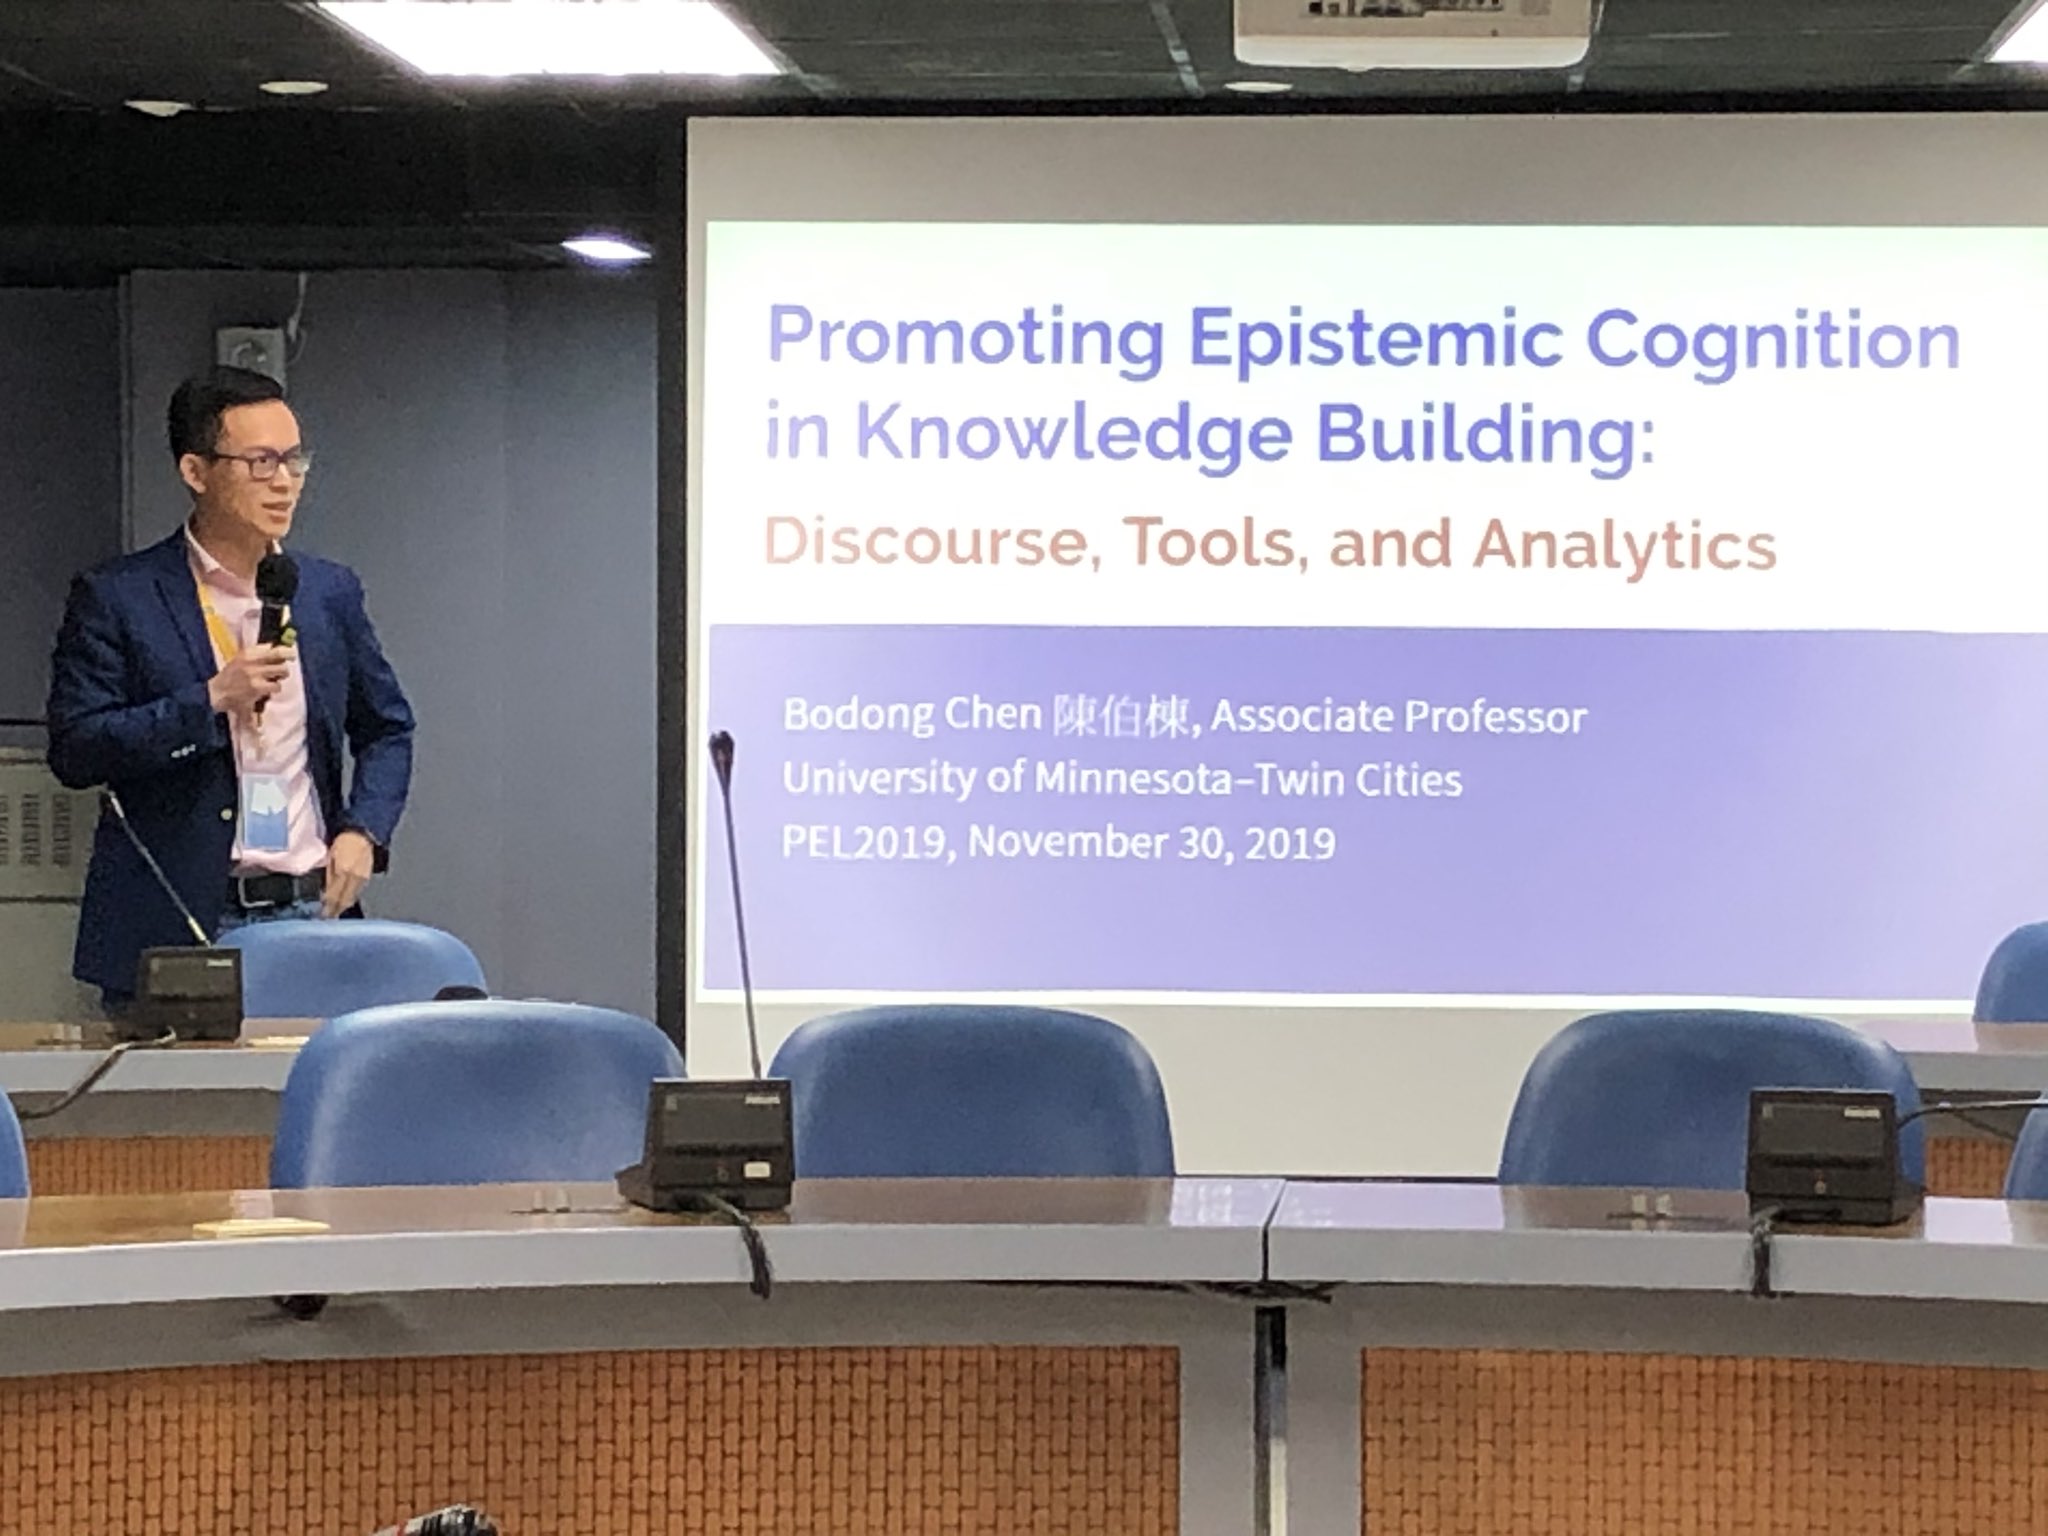 Promoting Epistemic Cognition
in Knowledge Building:
Discourse, Tools, and Analytics
Bodong Chen 陳伯棟, Associate Professor
University of Minnesota–Twin Cities
PEL2019, November 30, 2019